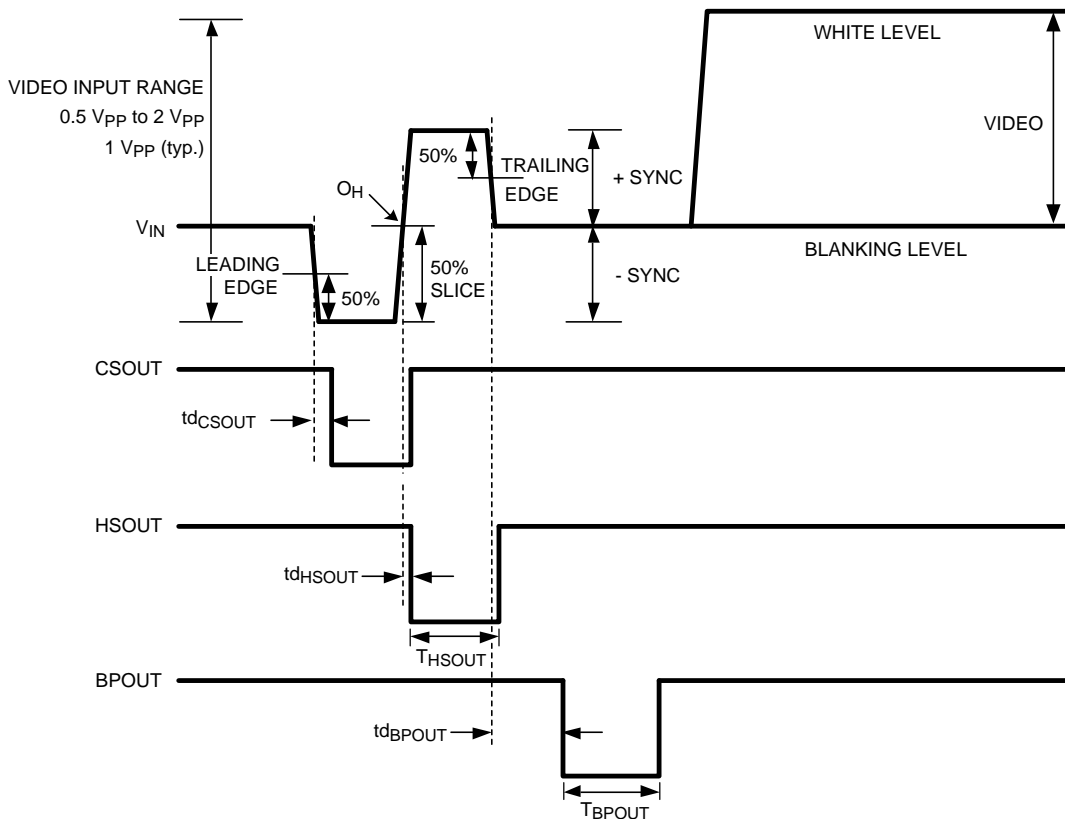 WHITE LEVEL
VIDEO INPUT RANGE
0.5 VPP to 2 VPP
1 VPP (typ.)
VIDEO
50%
TRAILING
EDGE
+ SYNC
OH
VIN
BLANKING LEVEL
LEADING
EDGE
50%
50%
SLICE
- SYNC
CSOUT
tdCSOUT
HSOUT
tdHSOUT
THSOUT
BPOUT
tdBPOUT
TBPOUT